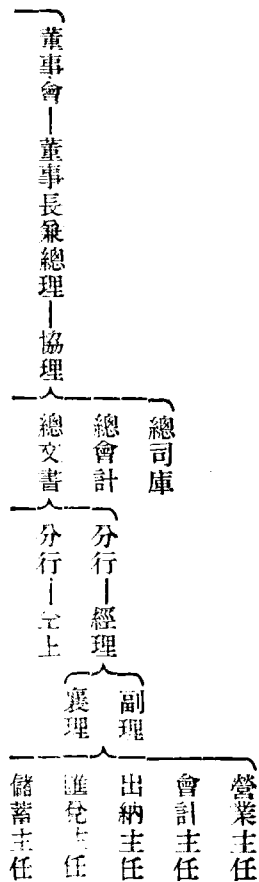 董事會—董事長兼總理—協理
總司庫
總會計
總文書
分行—經理
分行—仝上
副理
襄理
營業主任
會計主任
出納主任
匯兌主任
儲蓄主任